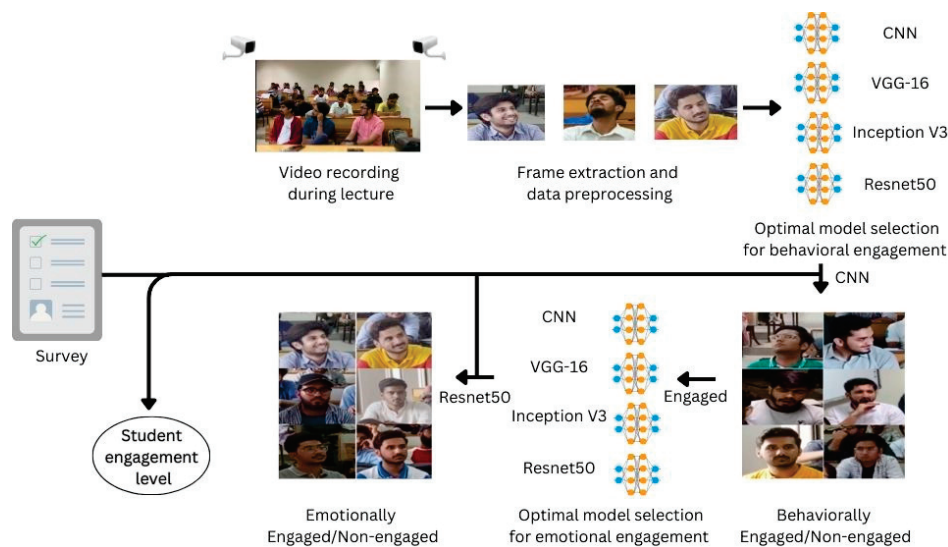 CNN
VGG-16
Inception V3
Resnet50
Video recording
during lecture
Frame extraction and
data preprocessing
Optimal model selection
for behavioral engagement
CNN
Survey
CNN
VGG-16
Inception V3
Resnet50
Resnet50
Engaged
Student
engagement
level
Emotionally
Engaged/Non-engaged
Optimal model selection
for emotional engagement
Behaviorally
Engaged/Non-engaged